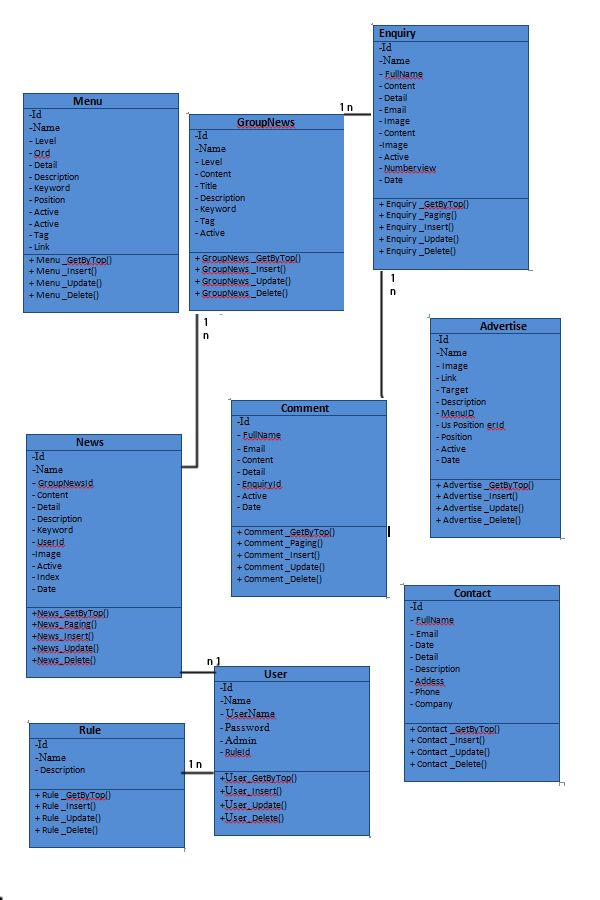 Enquiry
-Id
-Name
- FullName
- Content
- Detail
- Email
- Image
- Content
-Image
- Active
- Numberview
- Date
+ Enquiry _GetByTop()
+ Enquiry _Paging()
+ Enquiry _Insert()
+ Enquiry _Update()
+ Enquiry _Delete()
Menu
-Id
-Name
- Level
- Ord
- Detail
- Description
- Keyword
- Position
- Active
- Active
- Tag
- Link
+ Menu _GetByTop()
+ Menu _Insert()
+ Menu _Update()
+ Menu _Delete()
1 n
GroupNews
-Id
-Name
- Level
- Content
- Title
- Description
- Keyword
- Tag
- Active
+ GroupNews _GetByTop()
+ GroupNews _Insert()
+ GroupNews _Update()
+ GroupNews _Delete()
1
n
1
n
Advertise
-Id
-Name
- Image
- Link
- Target
- Description
- MenuID
- Us Position erId
- Position
- Active
- Date
+ Advertise _GetByTop()
+ Advertise _Insert()
+ Advertise _Update()
+ Advertise _Delete()
Comment
-Id
- FullName
- Email
- Content
- Detail
- EnquiryId
- Active
- Date
+ Comment _GetByTop()
+ Comment _Paging()
+ Comment _Insert()
+ Comment _Update()
+ Comment _Delete()
News
-Id
-Name
- GroupNewsId
- Content
- Detail
- Description
- Keyword
- UserId
-Image
- Active
- Index
- Date
+News_GetByTop()
+News_Paging()
+News_Insert()
+News_Update()
+News_Delete()
Contact
-Id
- FullName
- Email
- Date
- Detail
- Description
- Addess
- Phone
- Company
+ Contact _GetByTop()
+ Contact _Insert()
+ Contact _Update()
+ Contact _Delete()
n 1
User
-Id
-Name
- UserName
- Password
- Admin
- RuleId
+User_GetByTop()
+User_Insert()
+User_Update()
+User_Delete()
Rule
-Id
-Name
- Description
+ Rule _GetByTop()
+ Rule _Insert()
+ Rule _Update()
+ Rule _Delete()
1 n